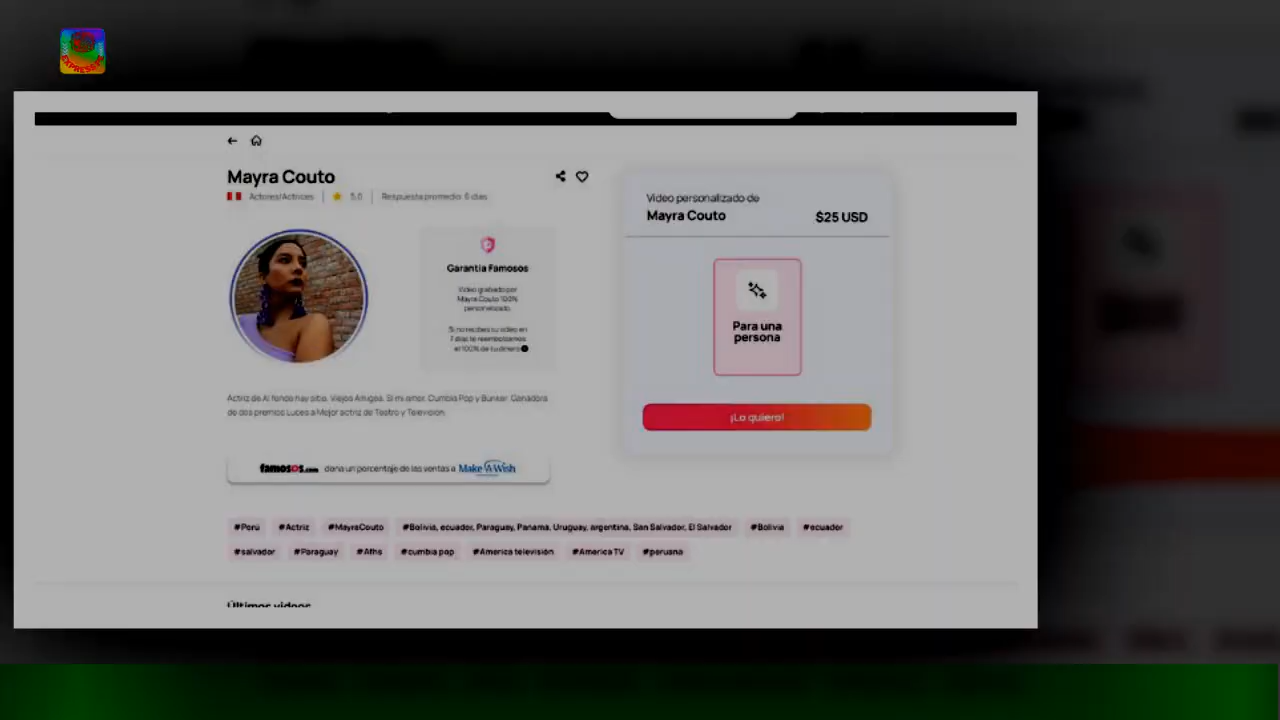 EXPRESS
Mayra Couto
Actores/Actrices
5.0
Respuesta promedio: 6 días
Garantía Famosos
Video grabado por
Mayra Couto 100%
personalizado.
Si no recibes tu video en
7 días te reembolsamos
el 100% de tu dinero
Video personalizado de
Mayra Couto
$25 USD
Para una
persona
¡Lo quiero!
Actriz de Al fondo hay sitio, Viejos Amigos, Si mi amor, Cumbia Pop y Bunker. Ganadora
de dos premios Luces a Mejor actriz de Teatro y Televisión.
famosos.com dona un porcentaje de las ventas a Make A Wish
#Perú #Actriz #MayraCouto #Bolivia, ecuador, Paraguay, Panama, Uruguay, argentina, San Salvador, El Salvador #Bolivia #ecuador
#salvador #Paraguay #Afhs #cumbia pop #America televisión #America TV #peruana
Últimos videos